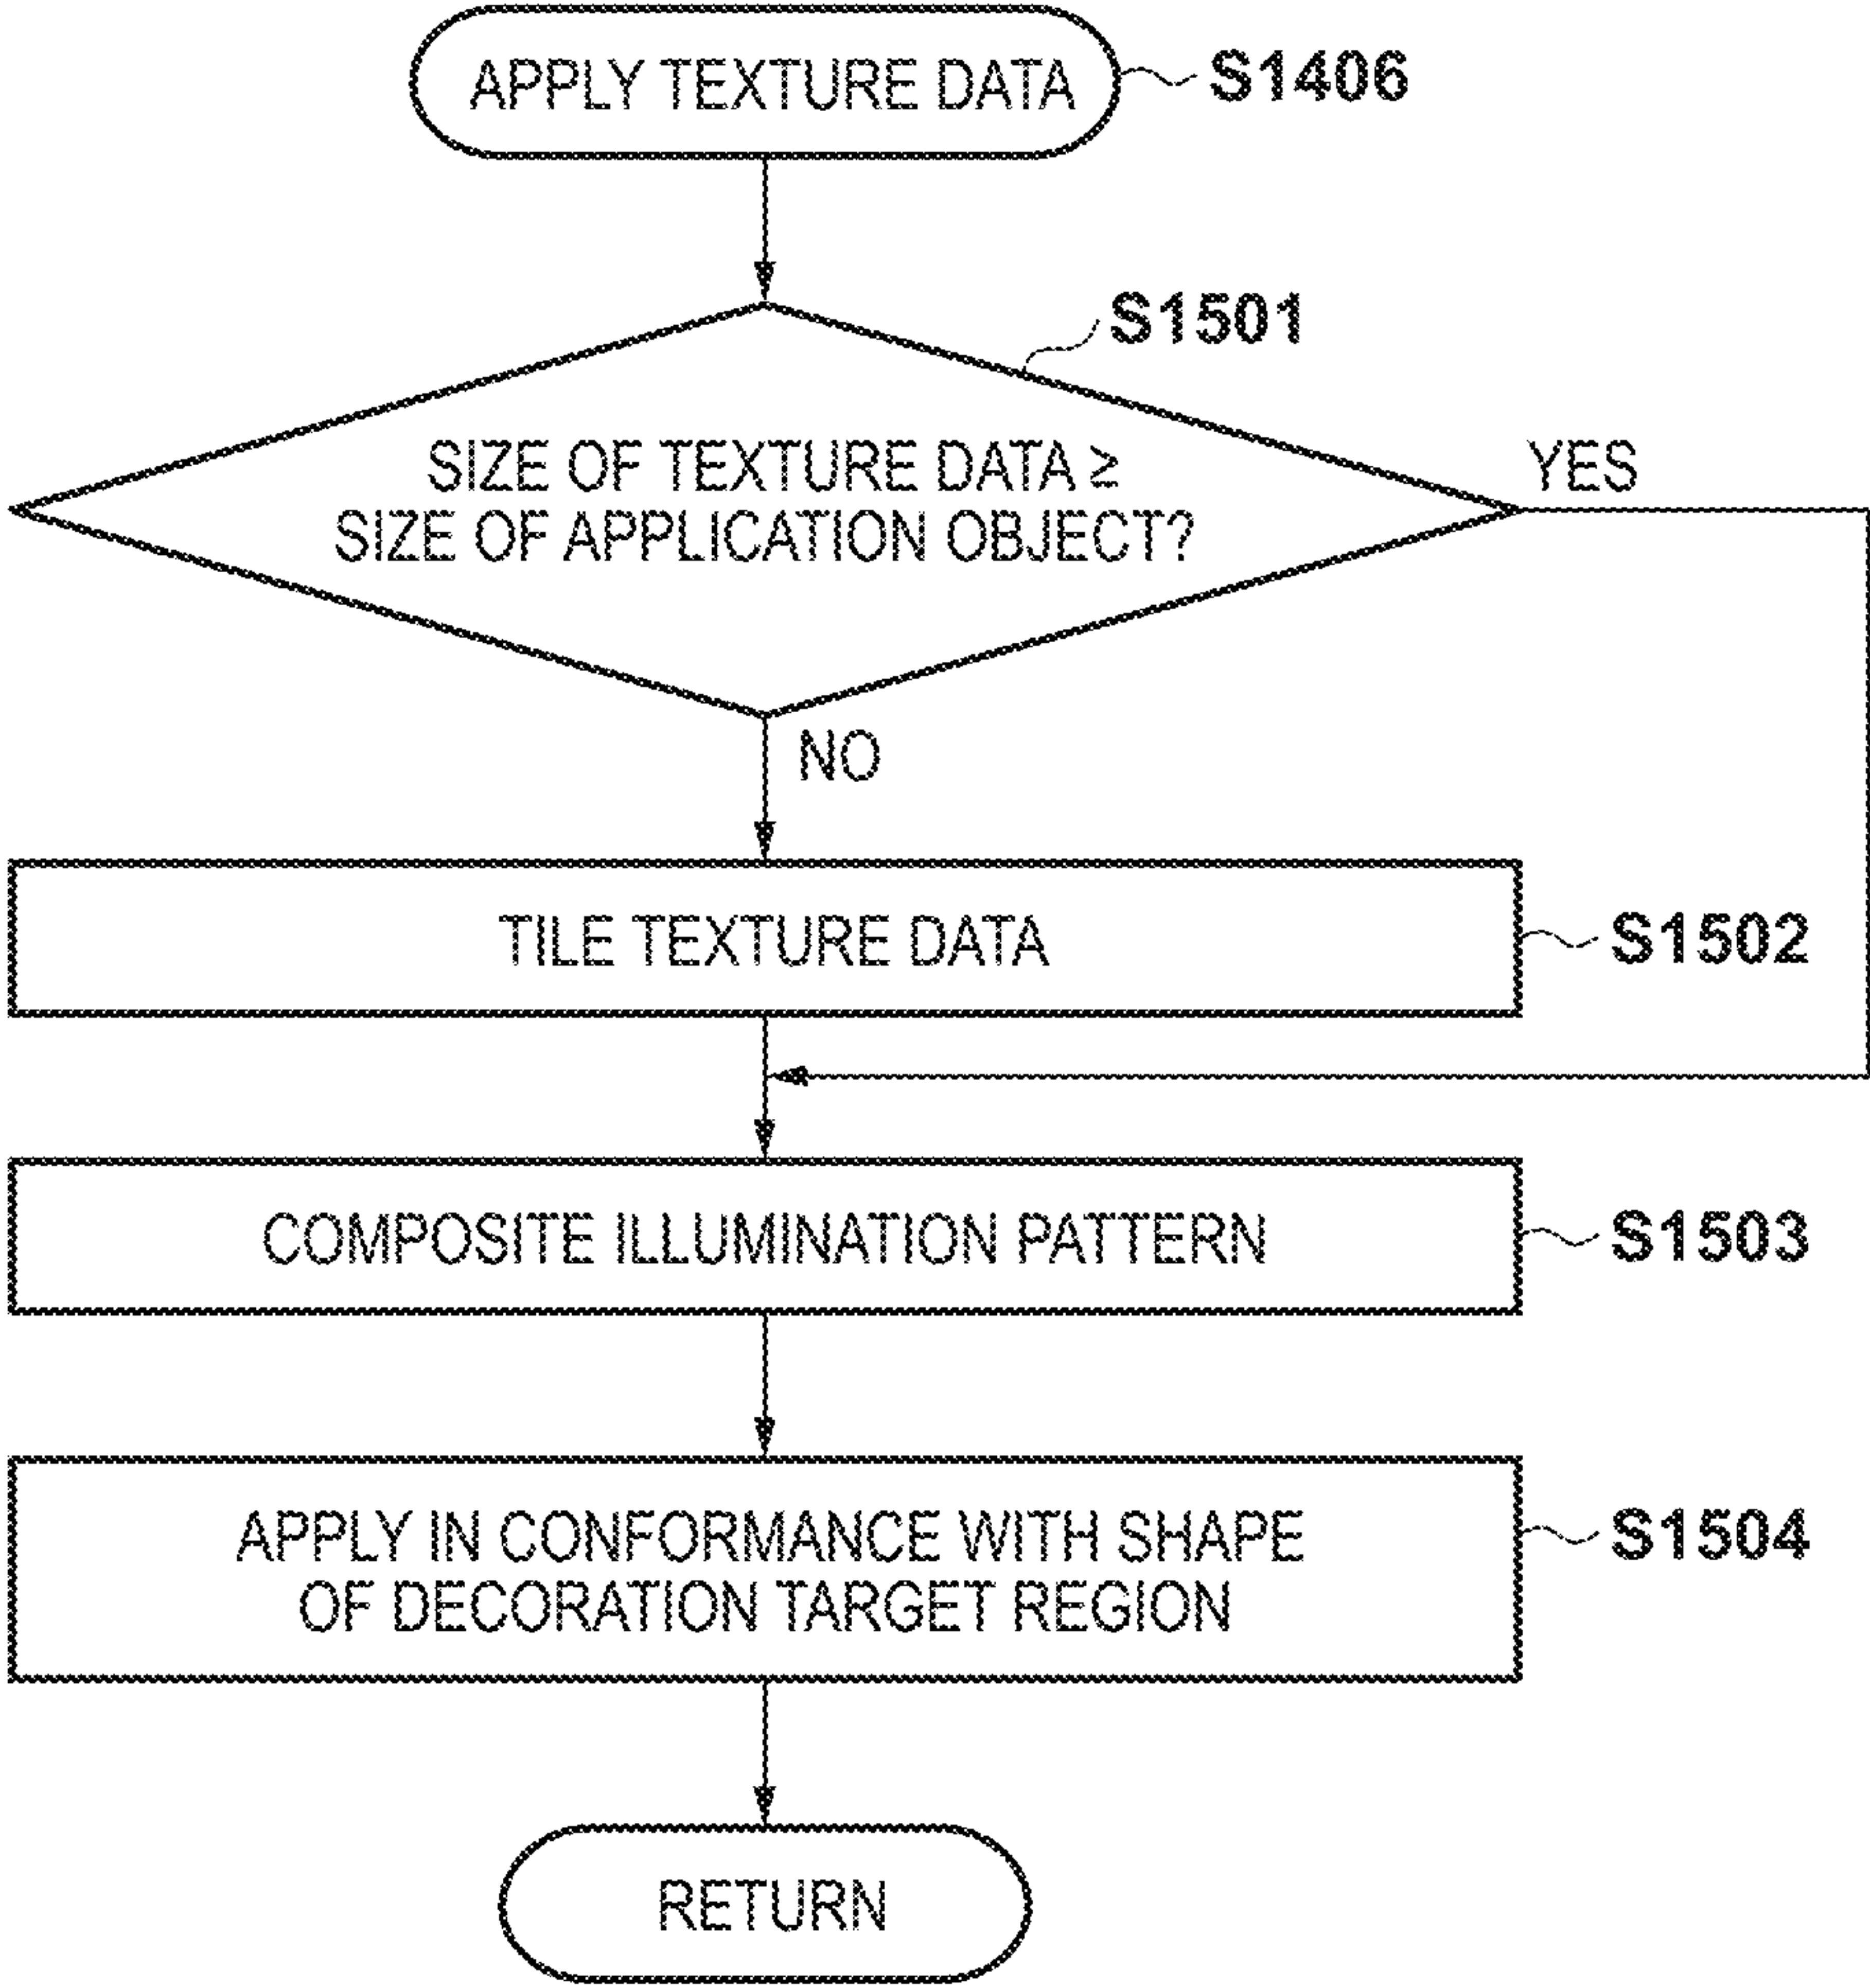 APPLY TEXTURE DATA
S1406
S1501
SIZE OF TEXTURE DATA ≥
SIZE OF APPLICATION OBJECT?
YES
NO
TILE TEXTURE DATA
S1502
COMPOSITE ILLUMINATION PATTERN
S1503
APPLY IN CONFORMANCE WITH SHAPE
OF DECORATION TARGET REGION
S1504
RETURN